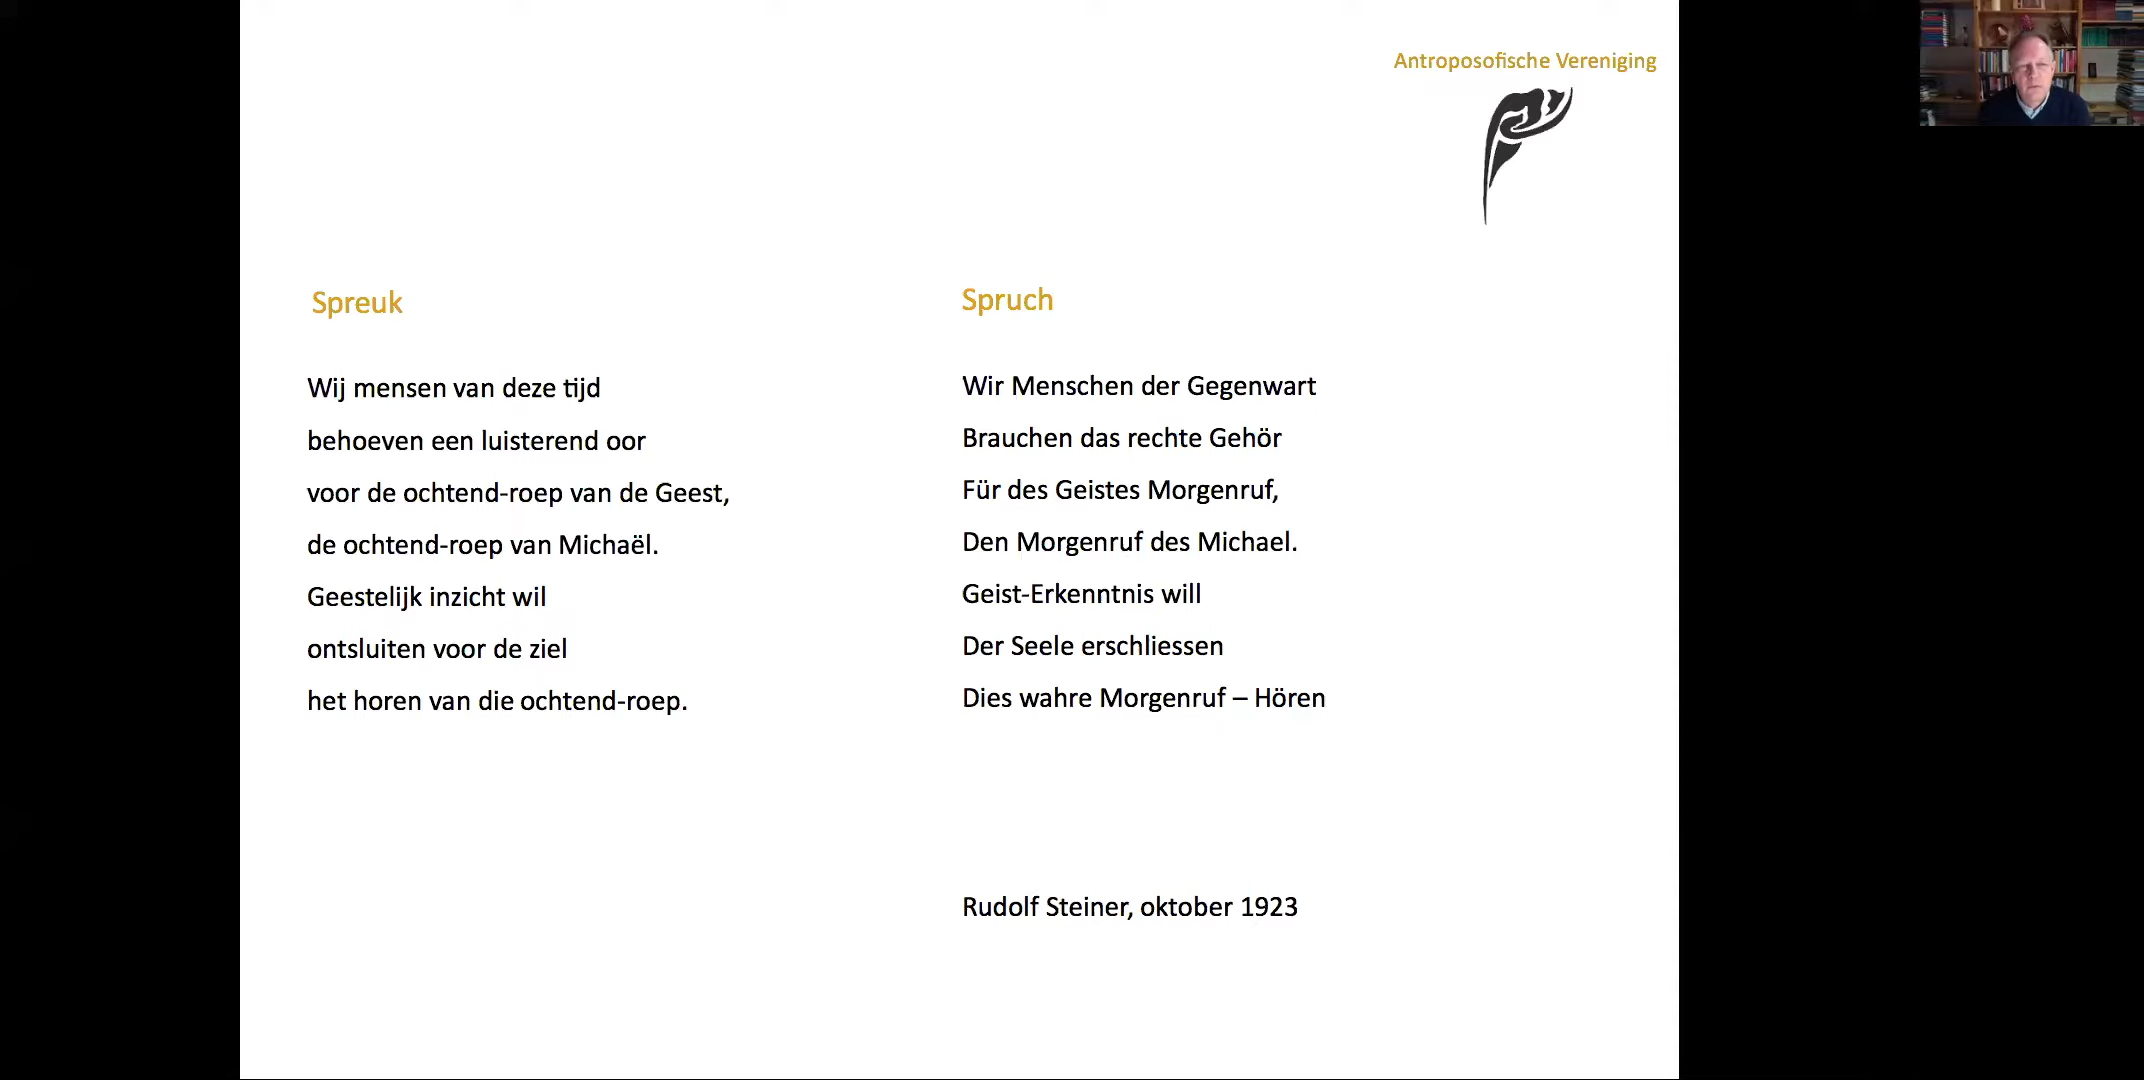 Antroposofische Vereniging
Spreuk
Wij mensen van deze tijd
behoeven een luisterend oor
voor de ochtend-roep van de Geest,
de ochtend-roep van Michaël.
Geestelijk inzicht wil
ontsluiten voor de ziel
het horen van die ochtend-roep.
Spruch
Wir Menschen der Gegenwart
Brauchen das rechte Gehör
Für des Geistes Morgenruf,
Den Morgenruf des Michael.
Geist-Erkenntnis will
Der Seele erschliessen
Dies wahre Morgenruf – Hören
Rudolf Steiner, oktober 1923